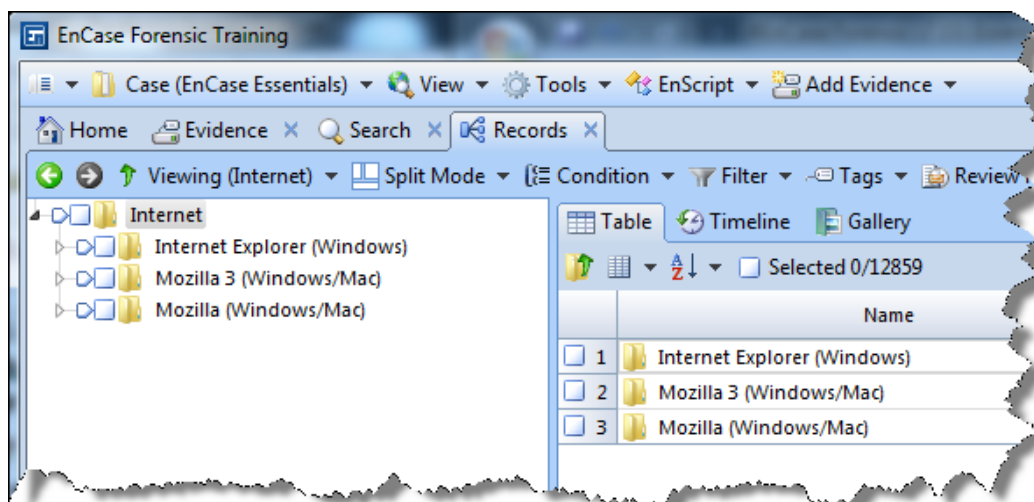 EnCase Forensic Training
Case (EnCase Essentials) View Tools EnScript Add Evidence
Home Evidence Search Records
Viewing (Internet) Split Mode Condition Filter Tags Review
Internet
Internet Explorer (Windows)
Mozilla 3 (Windows/Mac)
Mozilla (Windows/Mac)
Table Timeline Gallery
Selected 0/12859
Name
1 Internet Explorer (Windows)
2 Mozilla 3 (Windows/Mac)
3 Mozilla (Windows/Mac)